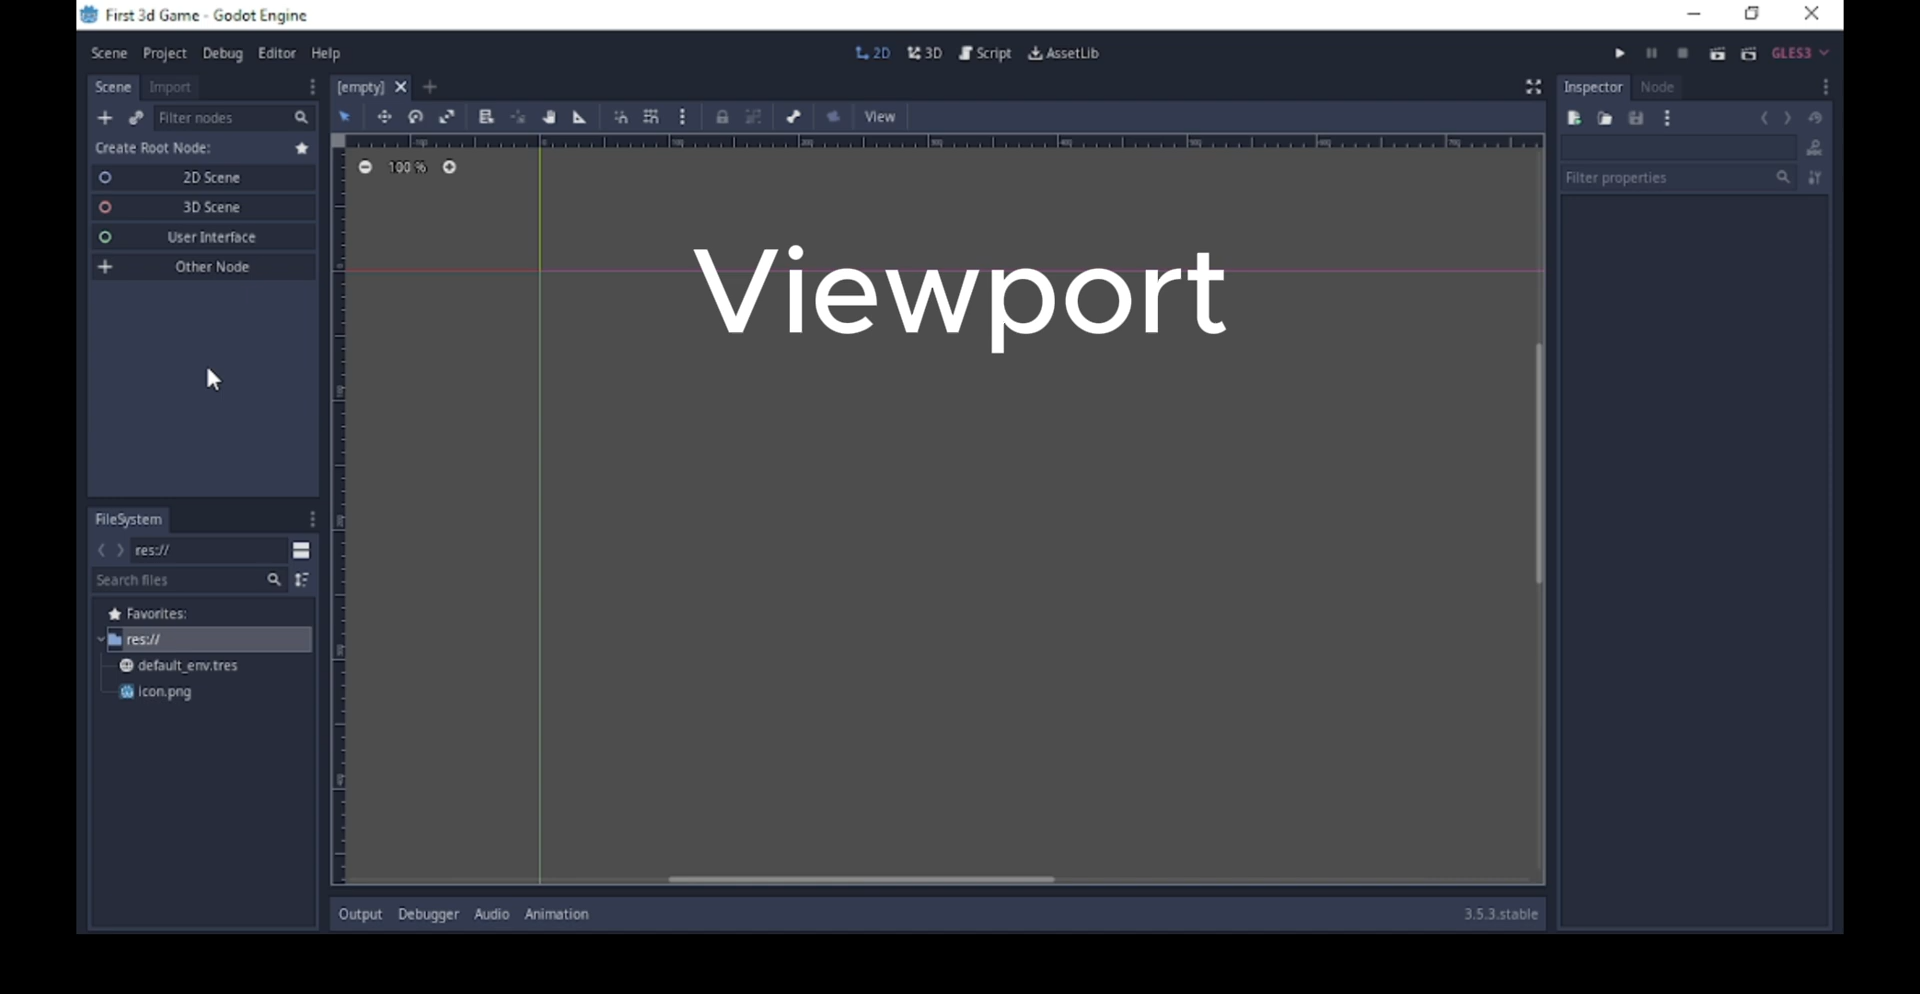 First 3d Game - Godot Engine
Scene Project Debug Editor Help
2D 3D Script AssetLib
GLES3
Scene Import
[empty]
Inspector Node
Filter nodes
View
Create Root Node:
100 %
2D Scene
Filter properties
3D Scene
User Interface
Other Node
Viewport
FileSystem
res://
Search files
Favorites:
res://
default_env.tres
icon.png
Output Debugger Audio Animation
3.5.3.stable